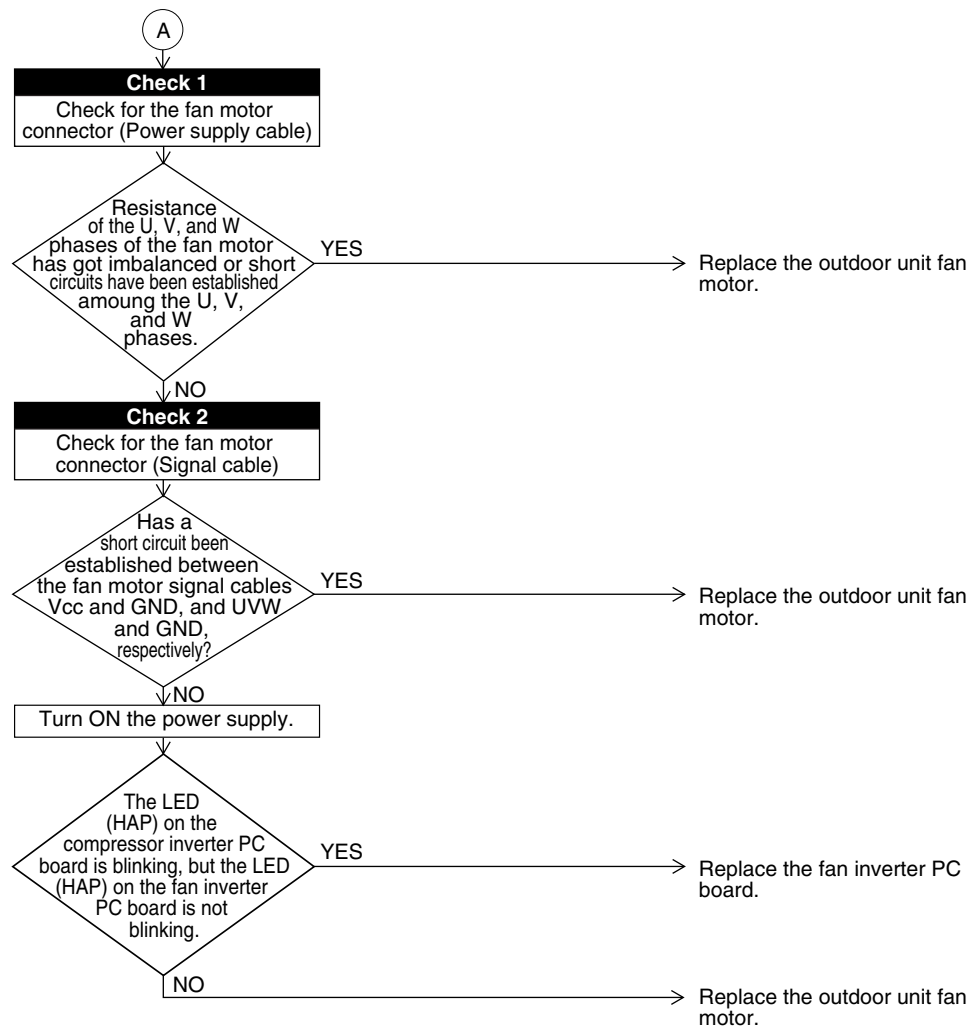 A
Check 1
Check for the fan motor
connector (Power supply cable)
Resistance
of the U, V, and W
phases of the fan motor
has got imbalanced or short
circuits have been established
amoung the U, V,
and W
phases.
YES
Replace the outdoor unit fan
motor.
NO
Check 2
Check for the fan motor
connector (Signal cable)
Has a
short circuit been
established between
the fan motor signal cables
Vcc and GND, and UVW
and GND,
respectively?
YES
Replace the outdoor unit fan
motor.
NO
Turn ON the power supply.
The LED
(HAP) on the
compressor inverter PC
board is blinking, but the LED
(HAP) on the fan inverter
PC board is not
blinking.
YES
Replace the fan inverter PC
board.
NO
Replace the outdoor unit fan
motor.